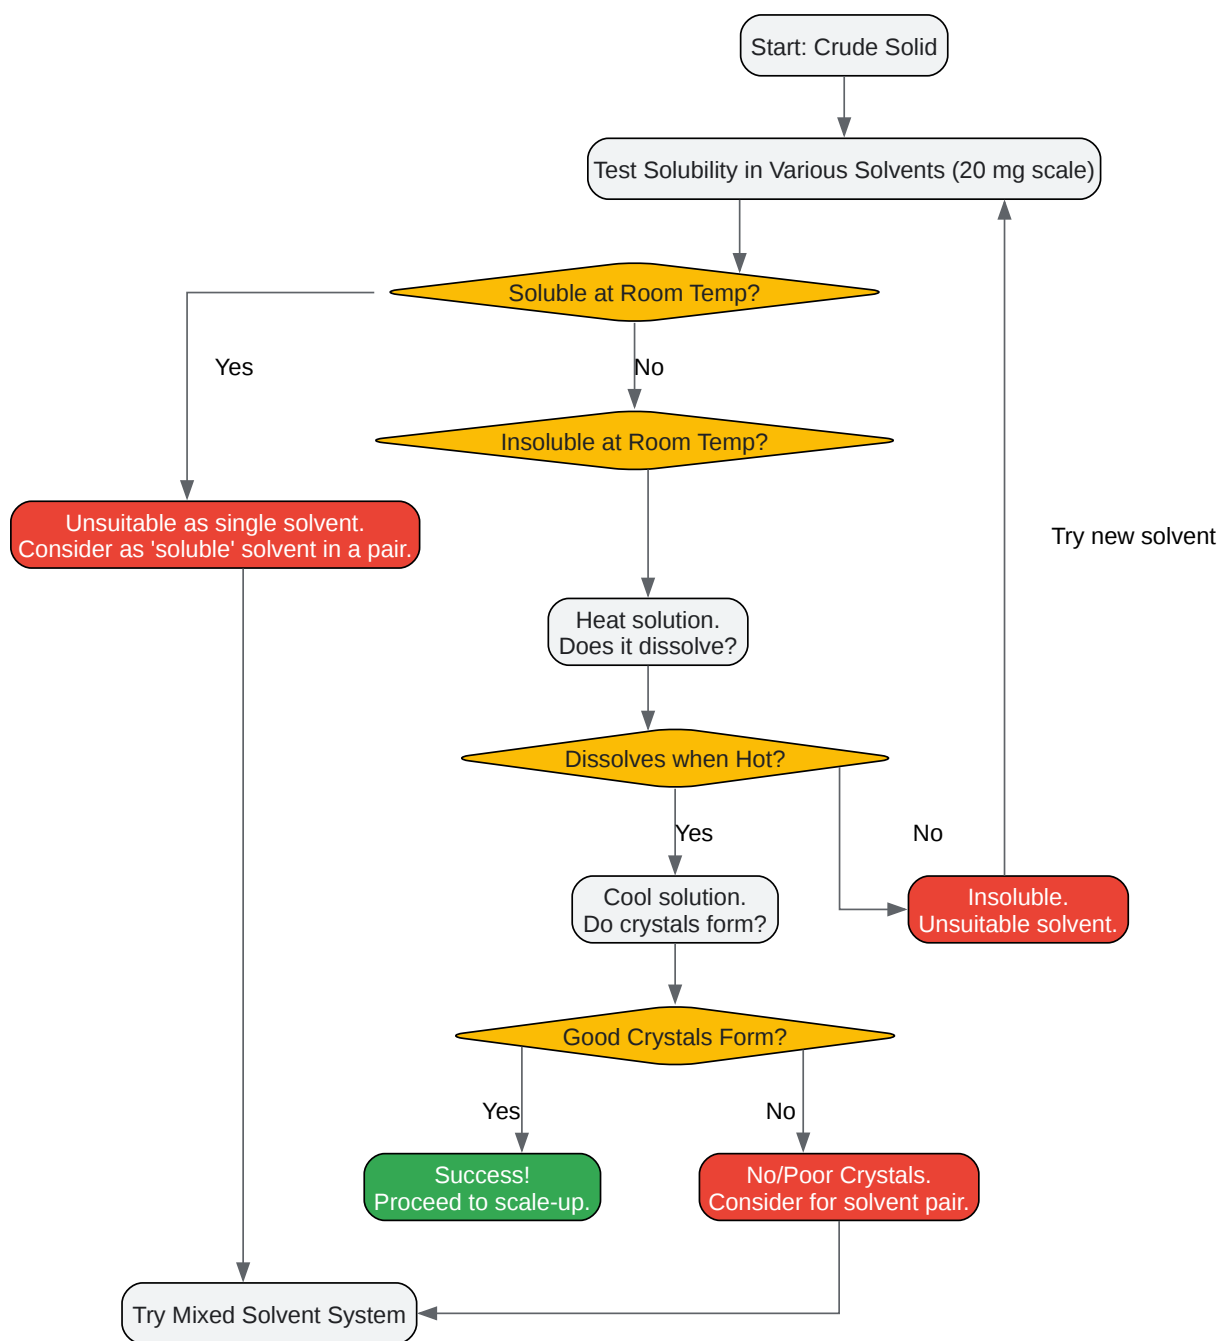 Start: Crude Solid
Test Solubility in Various Solvents (20 mg scale)
Soluble at Room Temp?
Yes
No
Insoluble at Room Temp?
Unsuitable as single solvent.
Consider as 'soluble' solvent in a pair.
Try new solvent
Heat solution.
Does it dissolve?
Dissolves when Hot?
Yes
No
Cool solution.
Do crystals form?
Insoluble.
Unsuitable solvent.
Good Crystals Form?
Yes
No
Success!
Proceed to scale-up.
No/Poor Crystals.
Consider for solvent pair.
Try Mixed Solvent System